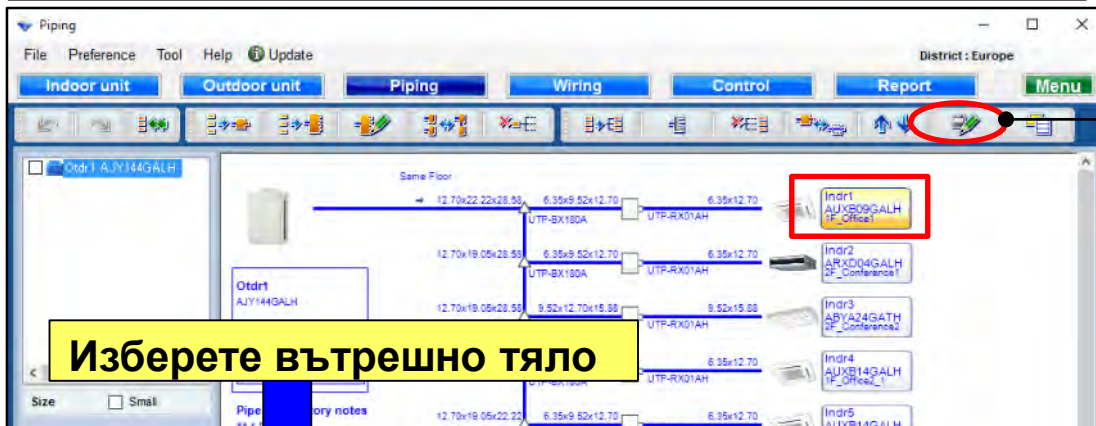 Piping
File Preference Tool Help Update District : Europe
Indoor unit Outdoor unit Piping Wiring Control Report Menu
Otdr1 AJY144GALH
Same Floor
12.70x22.22x28.58 6.35x9.52x12.70 6.35x12.70
UTP-BX180A UTP-RX01AH
Indr1
AUXB09GALH
1F_Office1
12.70x19.05x28.58 6.35x9.52x12.70 6.35x12.70
UTP-BX180A UTP-RX01AH
Indr2
ARXD04GALH
2F_Conference1
Otdr1
AJY144GALH
12.70x19.05x28.58 9.52x12.70x15.88 9.52x15.88
UTP-RX01AH
Indr3
ABYA24GATH
2F_Conference2
Изберете вътрешно тяло
6.35x12.70
UTP-RX01AH
Indr4
AUXB14GALH
1F_Office2_1
Size Small
Pipe ory notes
12.70x19.05x22.22 6.35x9.52x12.70 6.35x12.70
Indr5
AUXB14GALH